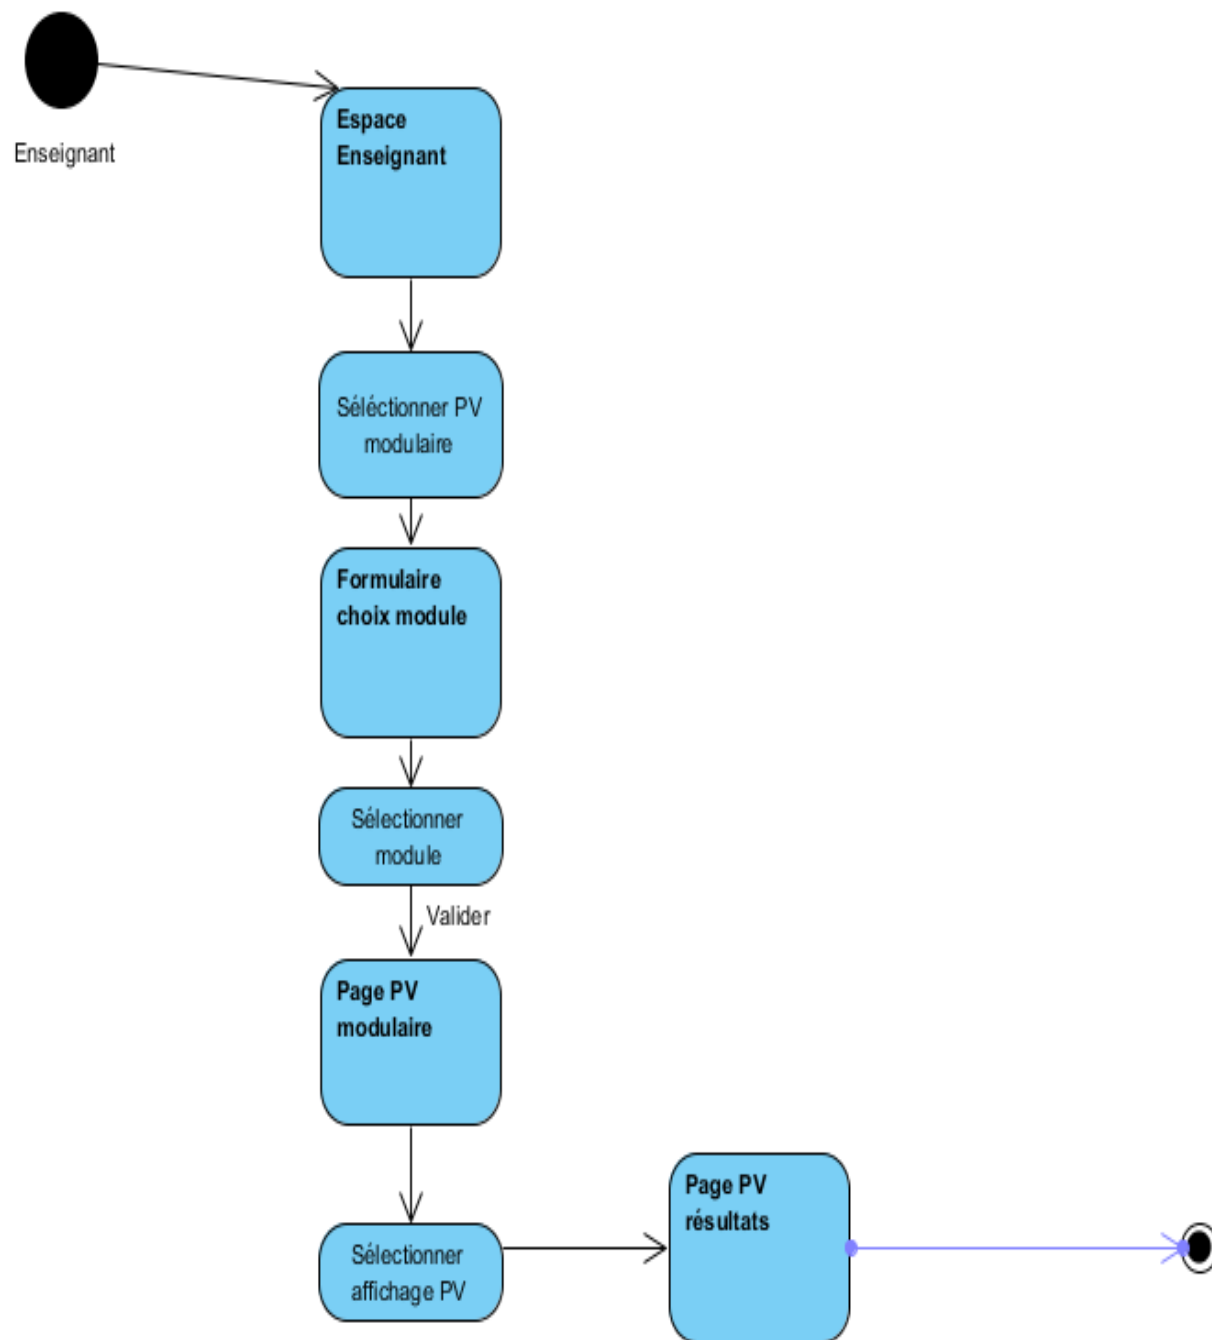 Enseignant
Espace
Enseignant
Séléctionner PV
modulaire
Formulaire
choix module
Sélectionner
module
Valider
Page PV
modulaire
Sélectionner
affichage PV
Page PV
résultats